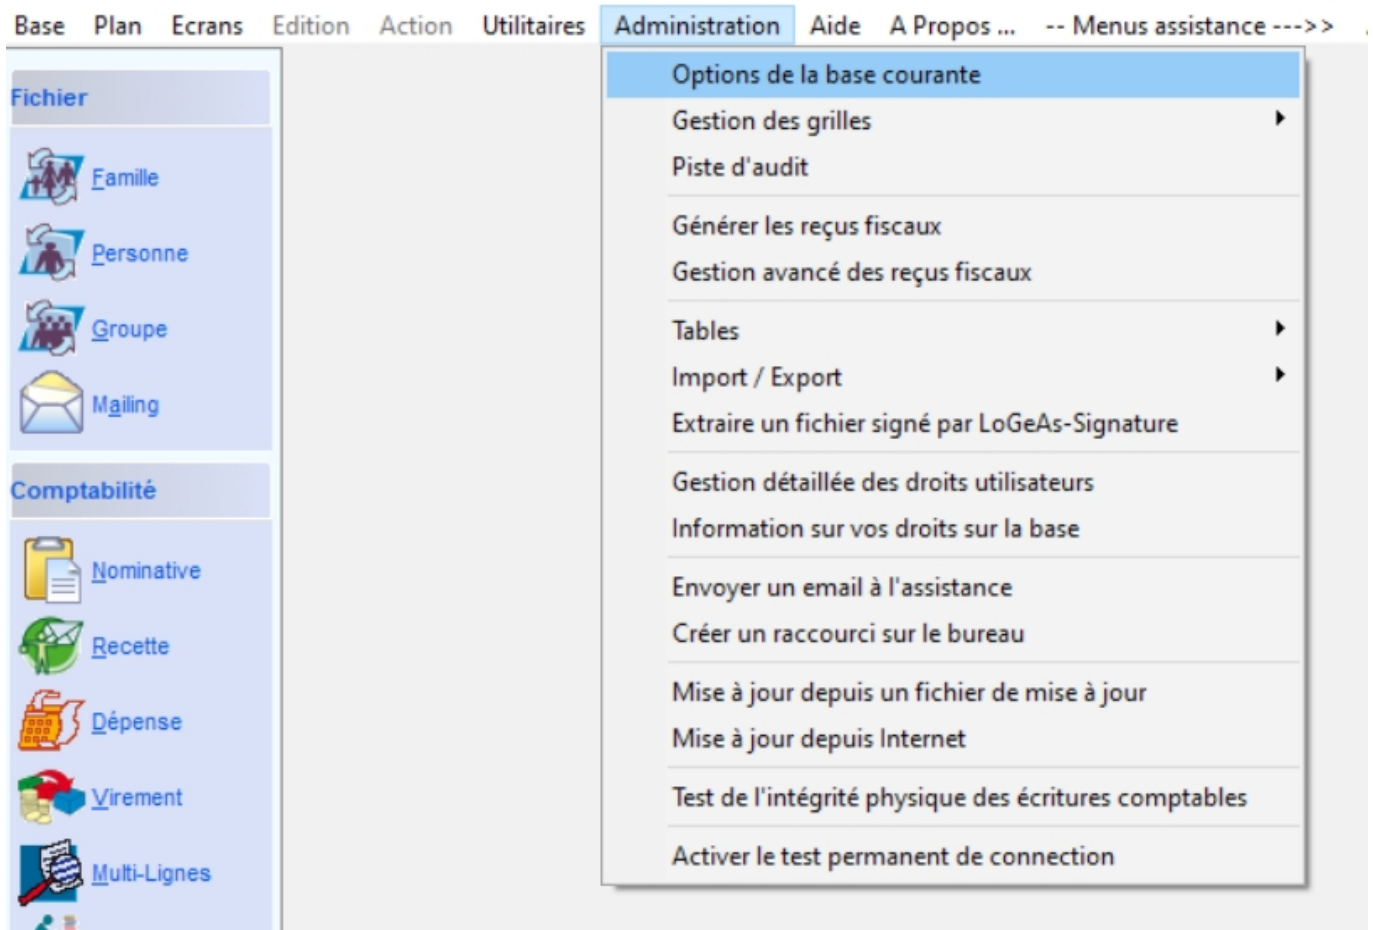 Base Plan Ecrans Edition Action Utilitaires Administration Aide A Propos ... -- Menus assistance --->>
Fichier
Famille
Personne
Groupe
Mailing
Comptabilité
Nominative
Recette
Dépense
Virement
Multi-Lignes
Options de la base courante
Gestion des grilles
Piste d'audit
Générer les reçus fiscaux
Gestion avancé des reçus fiscaux
Tables
Import / Export
Extraire un fichier signé par LoGeAs-Signature
Gestion détaillée des droits utilisateurs
Information sur vos droits sur la base
Envoyer un email à l'assistance
Créer un raccourci sur le bureau
Mise à jour depuis un fichier de mise à jour
Mise à jour depuis Internet
Test de l'intégrité physique des écritures comptables
Activer le test permanent de connection